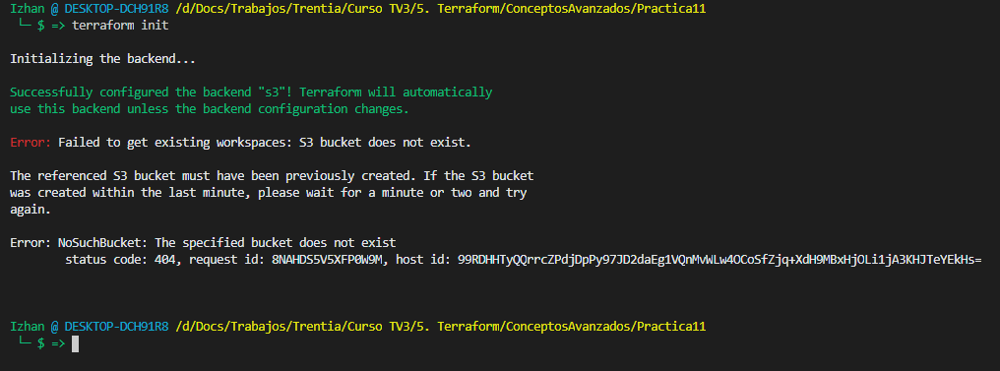 Izhan @ DESKTOP-DCH91R8 /d/Docs/Trabajos/Trentia/Curso TV3/5. Terraform/ConceptosAvanzados/Practica11
└─ $ => terraform init
Initializing the backend...
Successfully configured the backend "s3"! Terraform will automatically
use this backend unless the backend configuration changes.
Error: Failed to get existing workspaces: S3 bucket does not exist.
The referenced S3 bucket must have been previously created. If the S3 bucket
was created within the last minute, please wait for a minute or two and try
again.
Error: NoSuchBucket: The specified bucket does not exist
status code: 404, request id: 8NAHDS5V5XFP0W9M, host id: 99RDHHTyQQrrcZPdjDpPy97JD2daEg1VQnMvWLw4OCoSfZjq+XdH9MBxHjOLi1jA3KHJTeYEkHs=
Izhan @ DESKTOP-DCH91R8 /d/Docs/Trabajos/Trentia/Curso TV3/5. Terraform/ConceptosAvanzados/Practica11
└─ $ =>